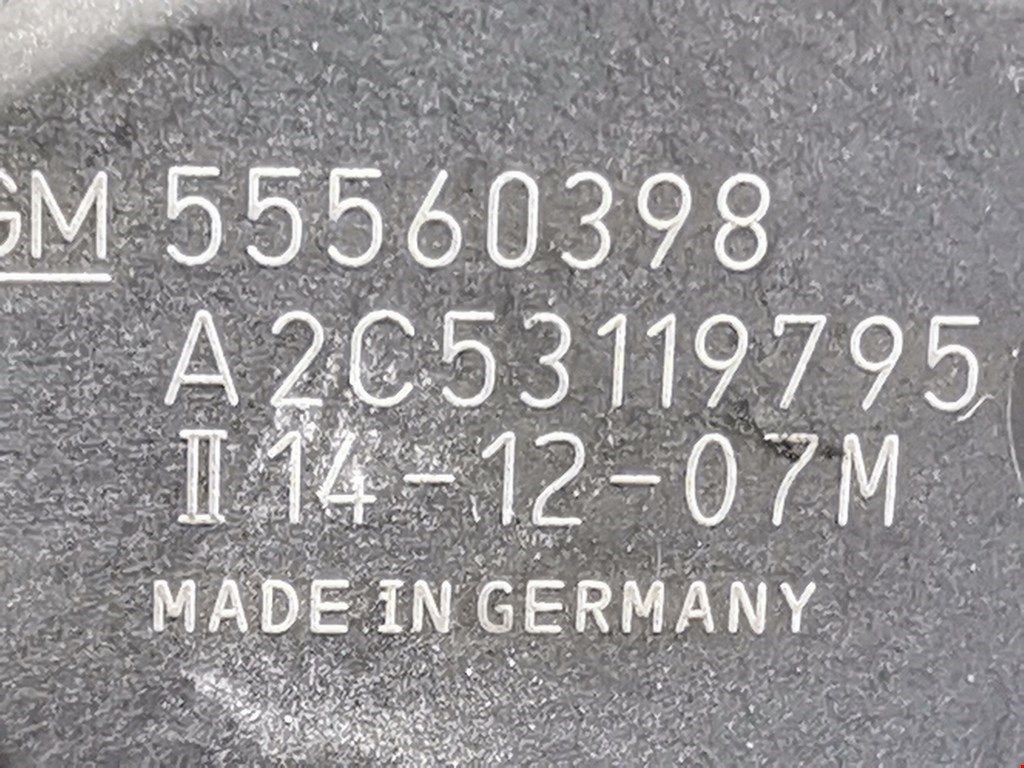 GM 55560398
A2C53119795
II 14-12-07M
MADE IN GERMANY